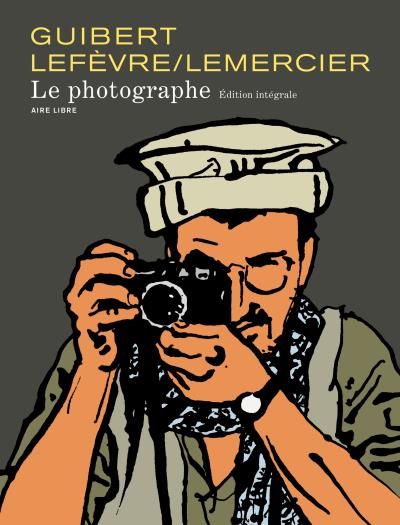 GUIBERT
LEFÈVRE/LEMERCIER
Le photographe Édition intégrale
AIRE LIBRE